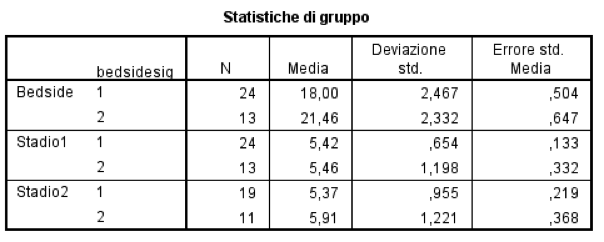 Statistiche di gruppo
bedsidesig N Media Deviazione std. Errore std. Media
Bedside 1 24 18,00 2,467 ,504
2 13 21,46 2,332 ,647
Stadio1 1 24 5,42 ,654 ,133
2 13 5,46 1,198 ,332
Stadio2 1 19 5,37 ,955 ,219
2 11 5,91 1,221 ,368